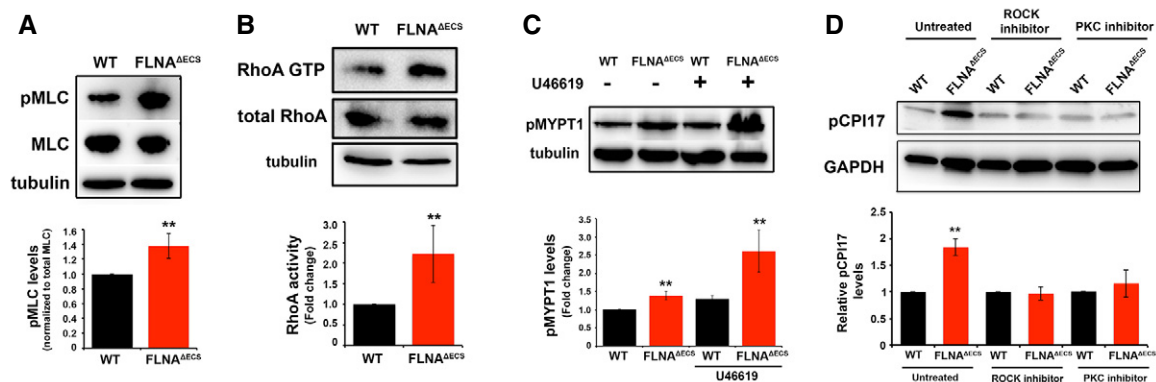 A
WT FLNAΔECS
pMLC
MLC
tubulin
pMLC levels
(normalized to total MLC)
1.6
1.4
1.2
1.0
0.8
0.6
0.4
0.2
0
**
WT FLNAΔECS
B
WT FLNAΔECS
RhoA GTP
total RhoA
tubulin
RhoA activity
(Fold change)
3.0
2.5
2.0
1.5
1.0
0.5
0
**
WT FLNAΔECS
C
WT FLNAΔECS WT FLNAΔECS
U46619 - - + +
pMYPT1
tubulin
pMYPT1 levels
(Fold change)
3.5
3.0
2.5
2.0
1.5
1.0
0.5
0
** **
WT FLNAΔECS WT FLNAΔECS
U46619
D
Untreated ROCK inhibitor PKC inhibitor
WT FLNAΔECS WT FLNAΔECS WT FLNAΔECS
pCPI17
GAPDH
Relative pCPI17
levels
2.5
2
1.5
1
0.5
0
**
WT FLNAΔECS WT FLNAΔECS WT FLNAΔECS
Untreated ROCK inhibitor PKC inhibitor